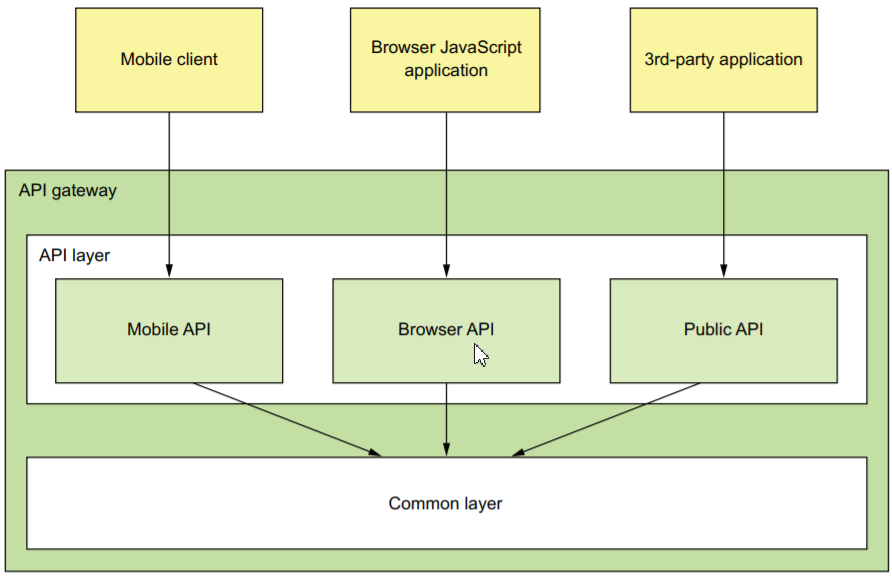 Mobile client
Browser JavaScript
application
3rd-party application
API gateway
API layer
Mobile API
Browser API
Public API
Common layer